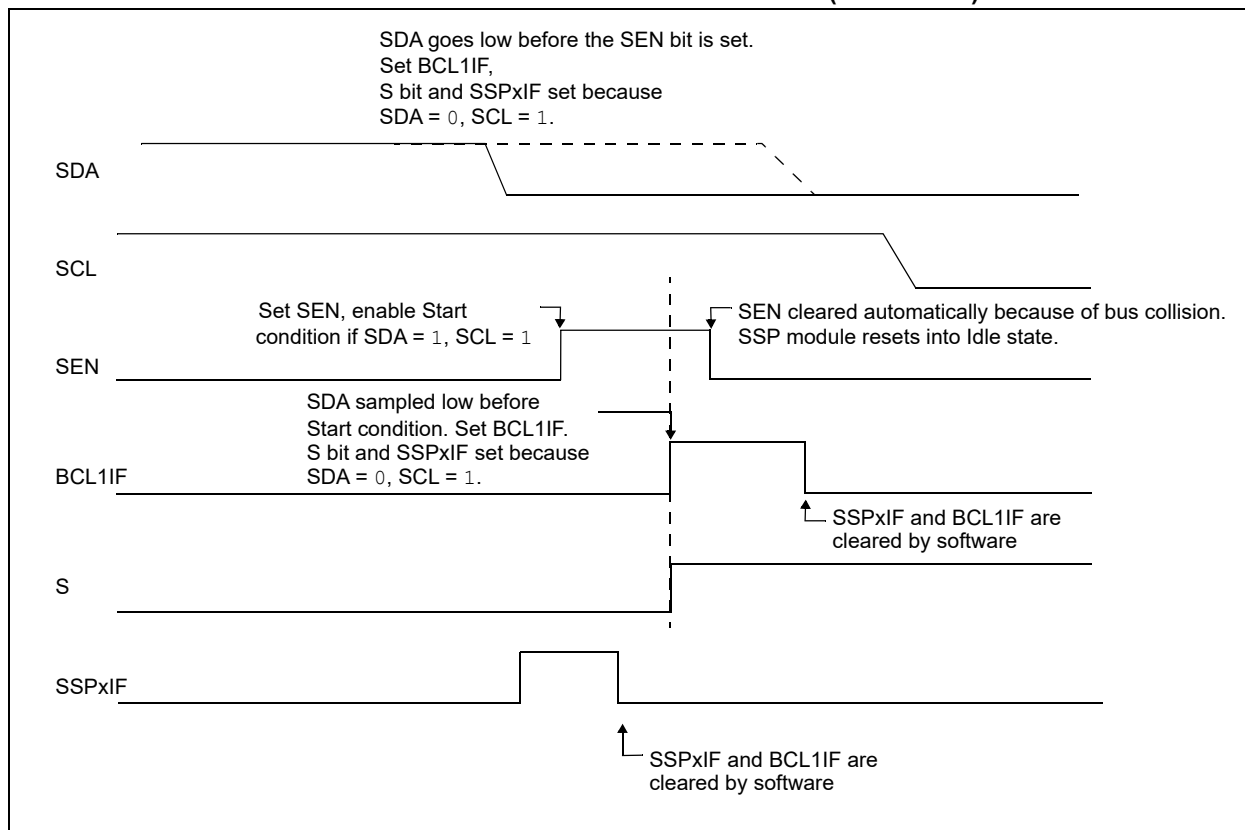 SDA goes low before the SEN bit is set.
Set BCL1IF,
S bit and SSPxIF set because
SDA = 0, SCL = 1.
SDA
SCL
Set SEN, enable Start
condition if SDA = 1, SCL = 1
SEN cleared automatically because of bus collision.
SSP module resets into Idle state.
SEN
SDA sampled low before
Start condition. Set BCL1IF.
S bit and SSPxIF set because
SDA = 0, SCL = 1.
BCL1IF
SSPxIF and BCL1IF are
cleared by software
S
SSPxIF
SSPxIF and BCL1IF are
cleared by software